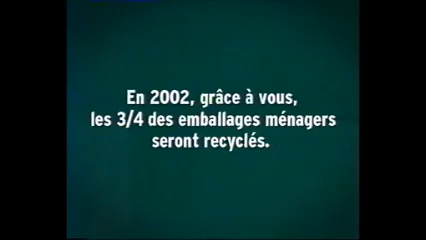 En 2002, grâce à vous,
les 3/4 des emballages ménagers
seront recyclés.